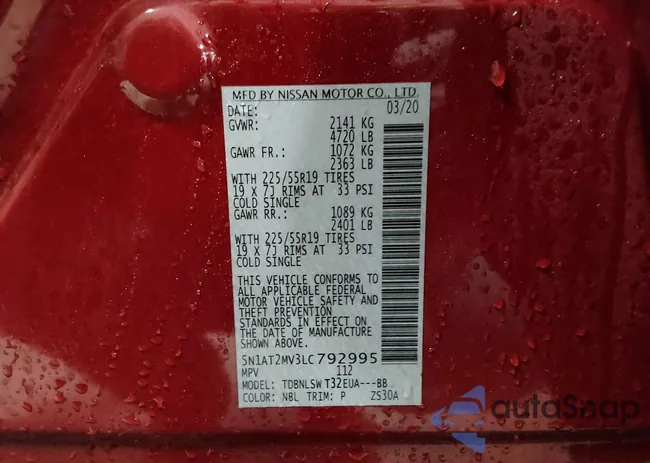 MFD BY NISSAN MOTOR CO., LTD
DATE: 03/20
GVWR: 2141 KG
4720 LB
GAWR FR.: 1072 KG
2363 LB
WITH 225/55R19 TIRES
19 X 7J RIMS AT 33 PSI
COLD SINGLE
GAWR RR.: 1089 KG
2401 LB
WITH 225/55R19 TIRES
19 X 7J RIMS AT 33 PSI
COLD SINGLE
THIS VEHICLE CONFORMS TO
ALL APPLICABLE FEDERAL
MOTOR VEHICLE SAFETY AND
THEFT PREVENTION
STANDARDS IN EFFECT ON
THE DATE OF MANUFACTURE
SHOWN ABOVE.
5N1AT2MV3LC792995
MPV 112
MODEL: TDBNLSW T32EUA---BB
COLOR: NBL TRIM: P ZS30A
autoSnap